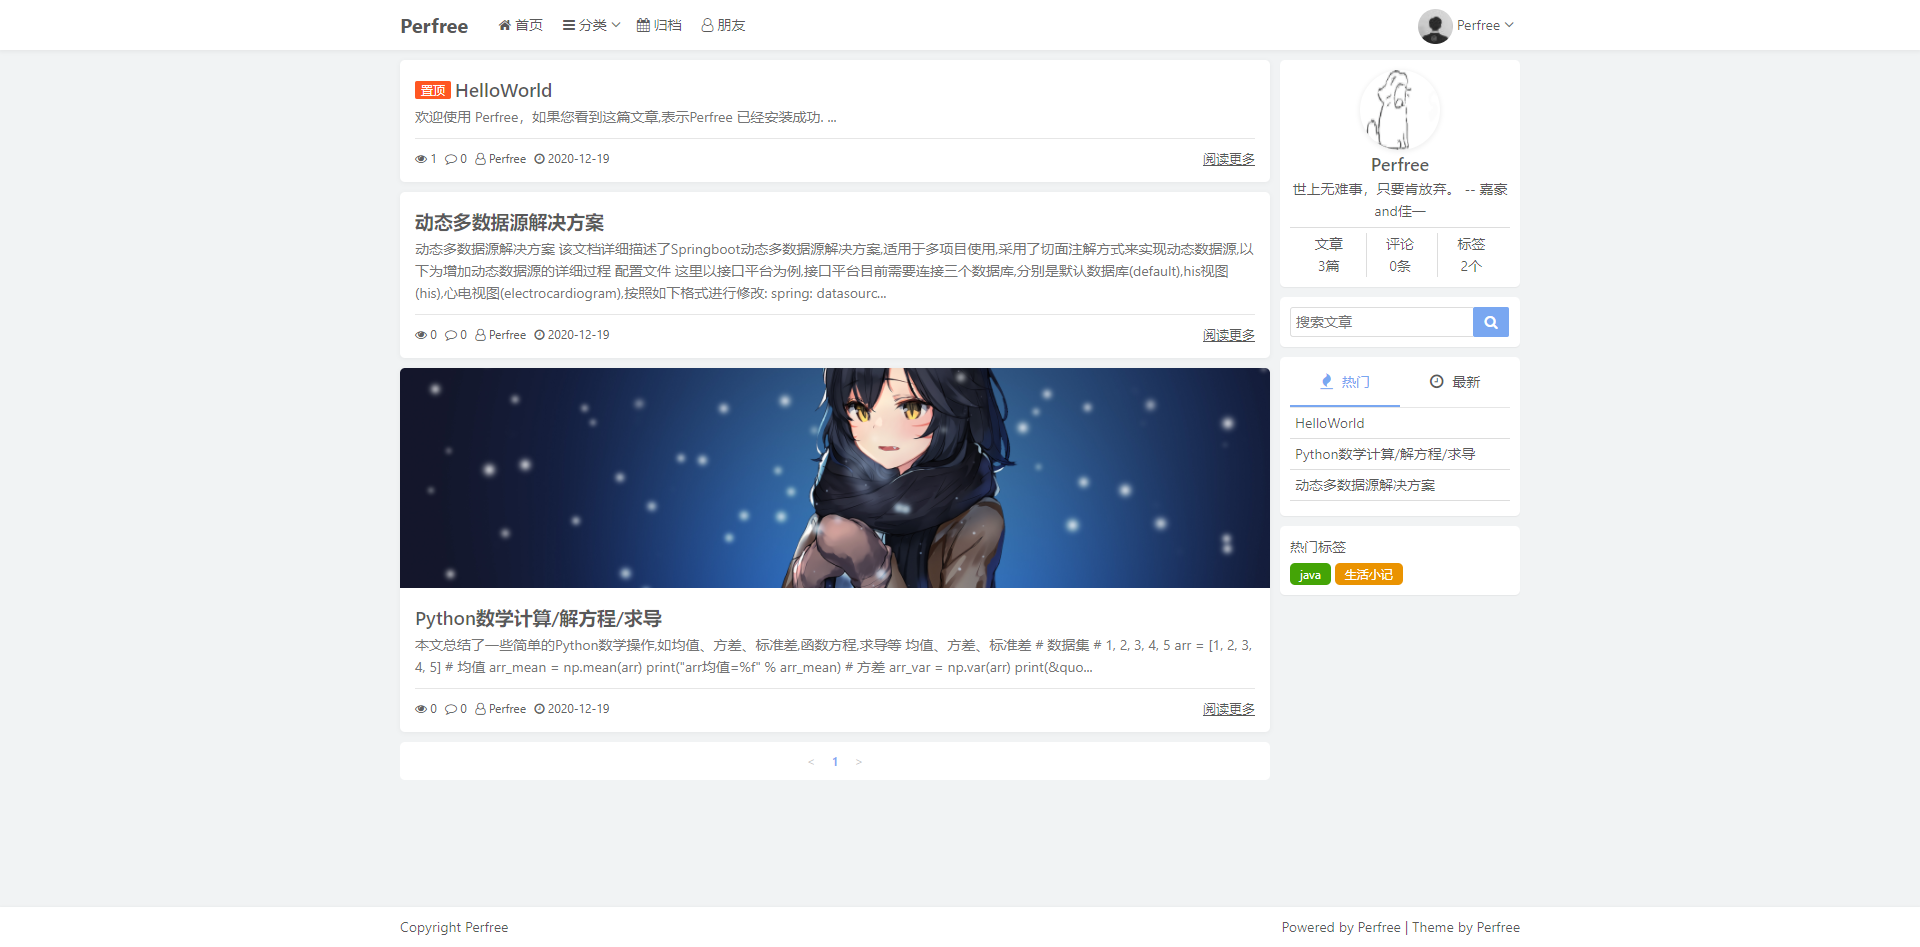 Perfree 首页 分类 归档 朋友 Perfree
置顶 HelloWorld
欢迎使用 Perfree，如果您看到这篇文章,表示Perfree 已经安装成功. ...
1 0 Perfree 2020-12-19 阅读更多
动态多数据源解决方案
动态多数据源解决方案 该文档详细描述了Springboot动态多数据源解决方案,适用于多项目使用,采用了切面注解方式来实现动态数据源,以
下为增加动态数据源的详细过程 配置文件 这里以接口平台为例,接口平台目前需要连接三个数据库,分别是默认数据库(default),his视图
(his),心电视图(electrocardiogram),按照如下格式进行修改: spring: datasourc...
0 0 Perfree 2020-12-19 阅读更多
Python数学计算/解方程/求导
本文总结了一些简单的Python数学操作,如均值、方差、标准差,函数方程,求导等 均值、方差、标准差 # 数据集 # 1, 2, 3, 4, 5 arr = [1, 2, 3,
4, 5] # 均值 arr_mean = np.mean(arr) print("arr均值=%f" % arr_mean) # 方差 arr_var = np.var(arr) print(&quo...
0 0 Perfree 2020-12-19 阅读更多
< 1 >
Perfree
世上无难事，只要肯放弃。 -- 嘉豪
and佳一
文章 评论 标签
3篇 0条 2个
搜索文章
热门 最新
HelloWorld
Python数学计算/解方程/求导
动态多数据源解决方案
热门标签
java 生活小记
Copyright Perfree Powered by Perfree | Theme by Perfree